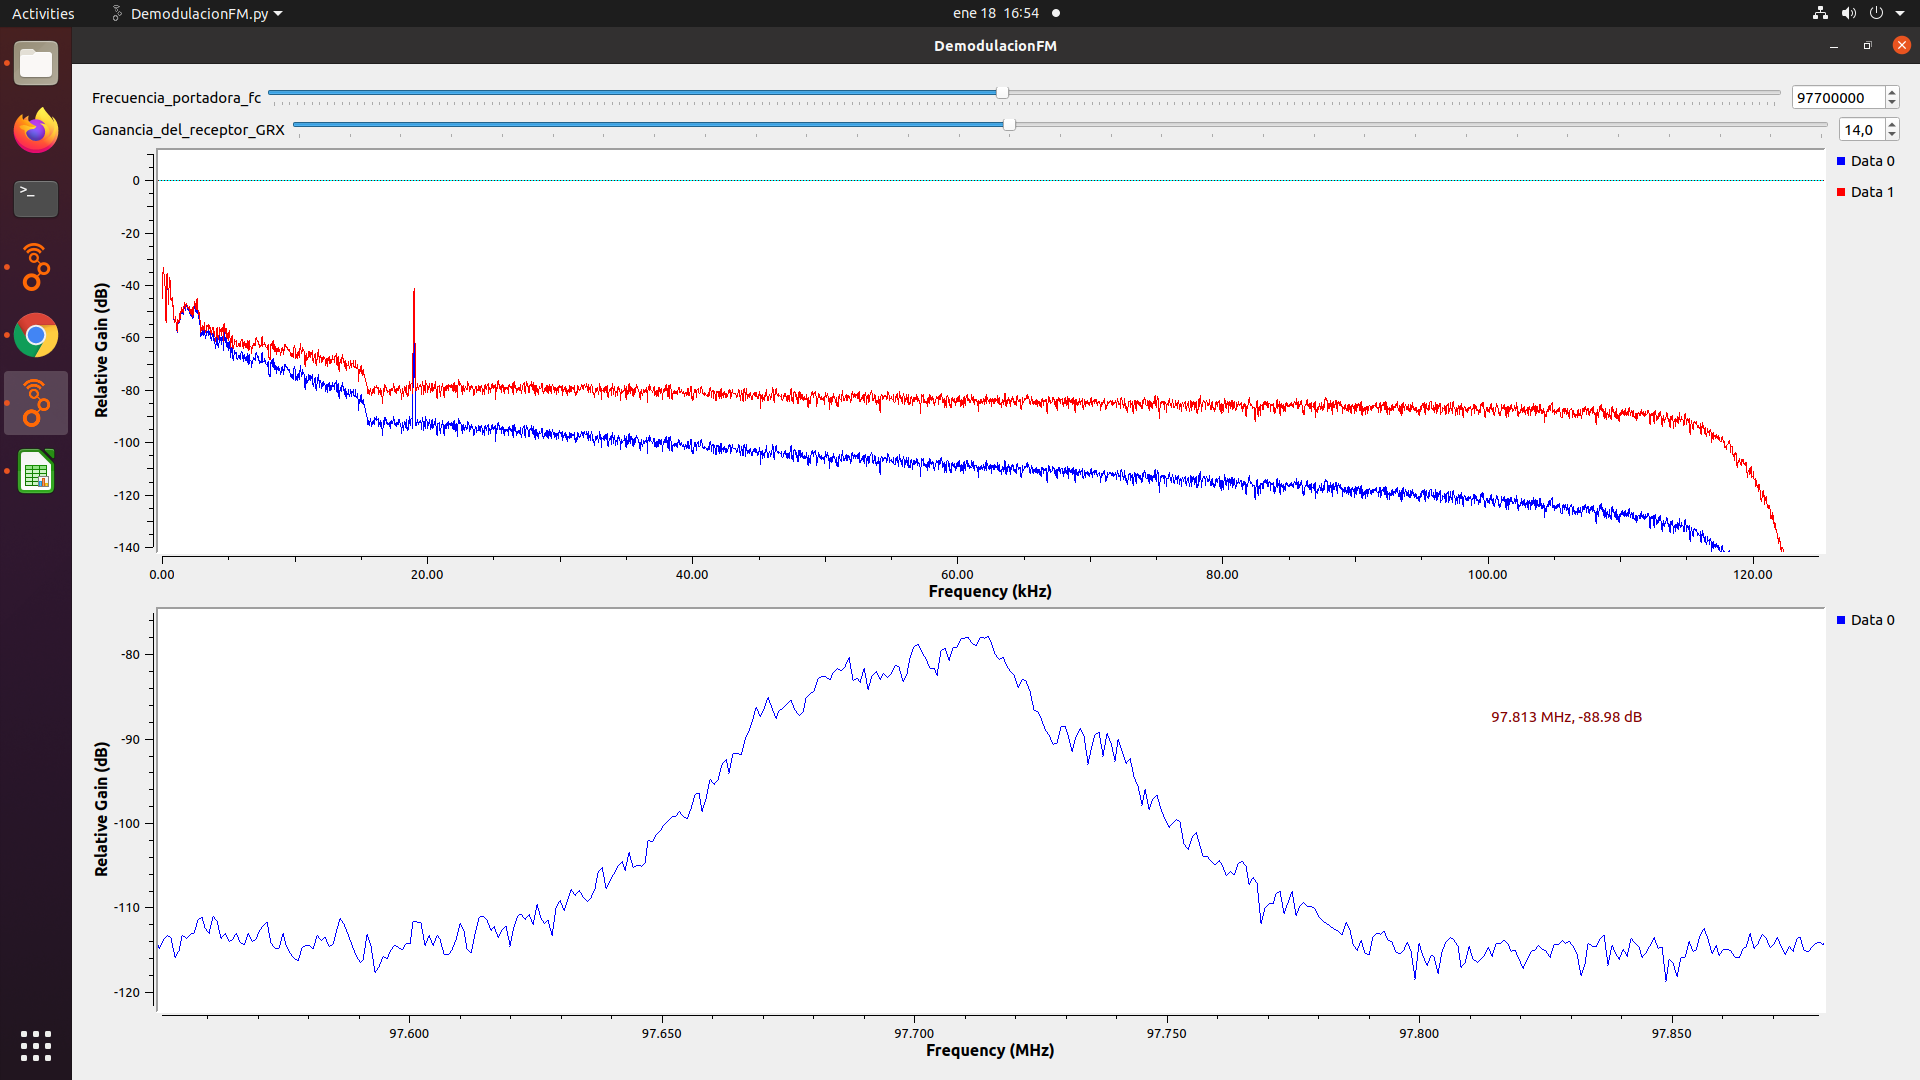 Activities
DemodulacionFM.py
ene 18 16:54
DemodulacionFM
Frecuencia_portadora_fc
97700000
Ganancia_del_receptor_GRX
14,0
Data 0
Data 1
Relative Gain (dB)
0
-20
-40
-60
-80
-100
-120
-140
0.00
20.00
40.00
60.00
80.00
100.00
120.00
Frequency (kHz)
Data 0
97.813 MHz, -88.98 dB
Relative Gain (dB)
-80
-90
-100
-110
-120
97.600
97.650
97.700
97.750
97.800
97.850
Frequency (MHz)